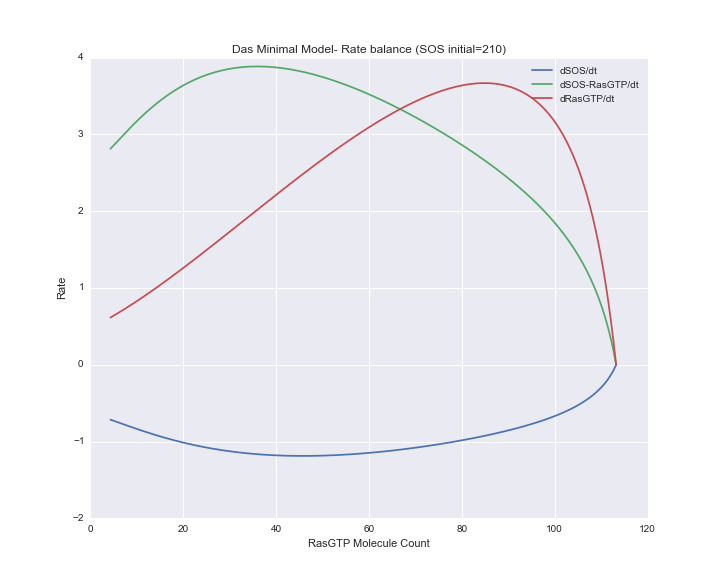 Das Minimal Model- Rate balance (SOS initial=210)
dSOS/dt
dSOS-RasGTP/dt
dRasGTP/dt
4
3
2
1
0
−1
−2
Rate
0 20 40 60 80 100 120
RasGTP Molecule Count